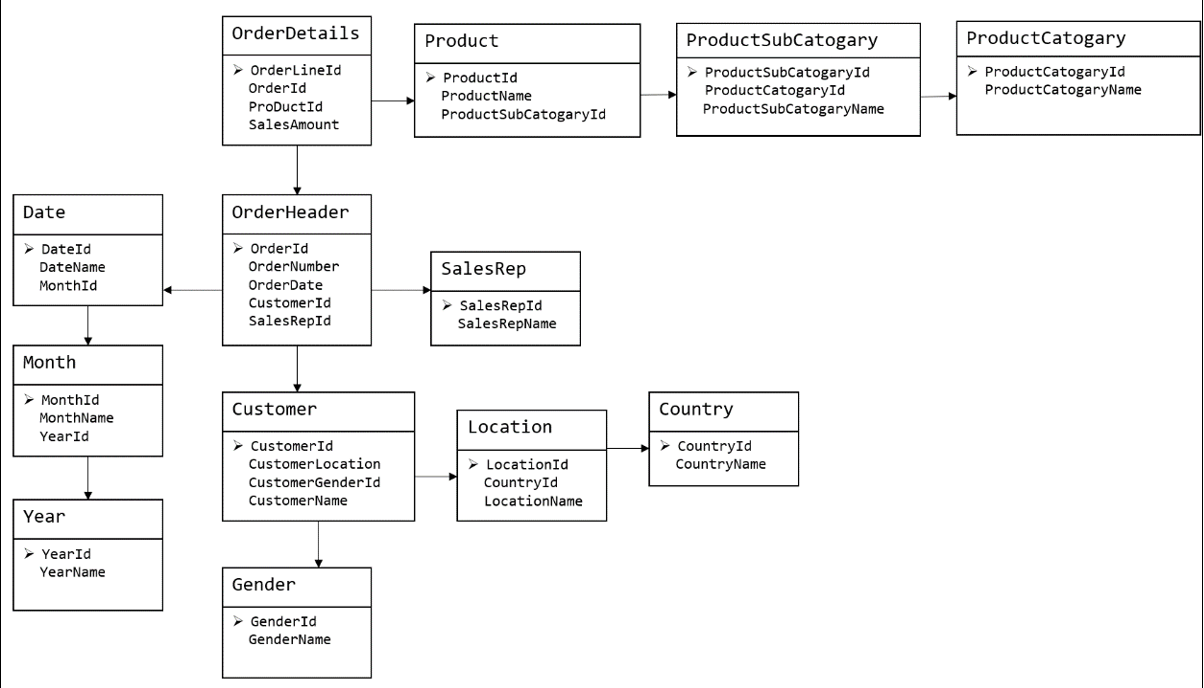 OrderDetails
OrderLineId
OrderId
ProDuctId
SalesAmount
Product
ProductId
ProductName
ProductSubCatogaryId
ProductSubCatogary
ProductSubCatogaryId
ProductCatogaryId
ProductSubCatogaryName
ProductCatogary
ProductCatogaryId
ProductCatogaryName
Date
DateId
DateName
MonthId
OrderHeader
OrderId
OrderNumber
OrderDate
CustomerId
SalesRepId
SalesRep
SalesRepId
SalesRepName
Month
MonthId
MonthName
YearId
Customer
CustomerId
CustomerLocation
CustomerGenderId
CustomerName
Location
LocationId
CountryId
LocationName
Country
CountryId
CountryName
Year
YearId
YearName
Gender
GenderId
GenderName